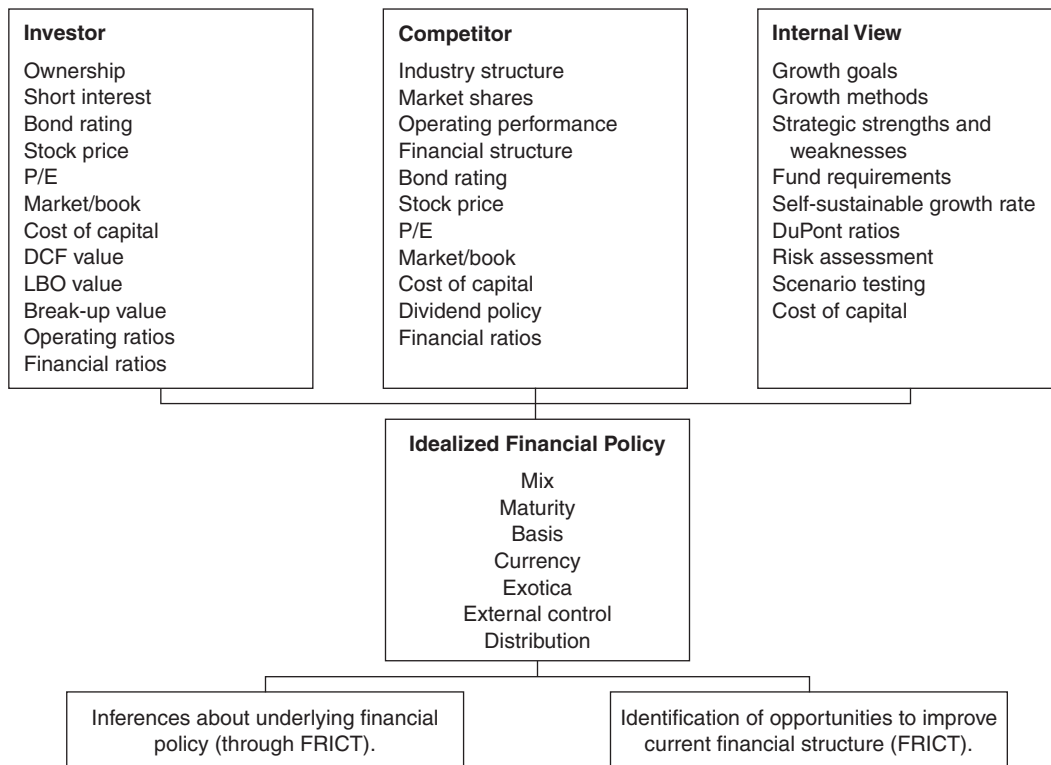 Investor
Ownership
Short interest
Bond rating
Stock price
P/E
Market/book
Cost of capital
DCF value
LBO value
Break-up value
Operating ratios
Financial ratios
Competitor
Industry structure
Market shares
Operating performance
Financial structure
Bond rating
Stock price
P/E
Market/book
Cost of capital
Dividend policy
Financial ratios
Internal View
Growth goals
Growth methods
Strategic strengths and
weaknesses
Fund requirements
Self-sustainable growth rate
DuPont ratios
Risk assessment
Scenario testing
Cost of capital
Idealized Financial Policy
Mix
Maturity
Basis
Currency
Exotica
External control
Distribution
Inferences about underlying financial
policy (through FRICT).
Identification of opportunities to improve
current financial structure (FRICT).